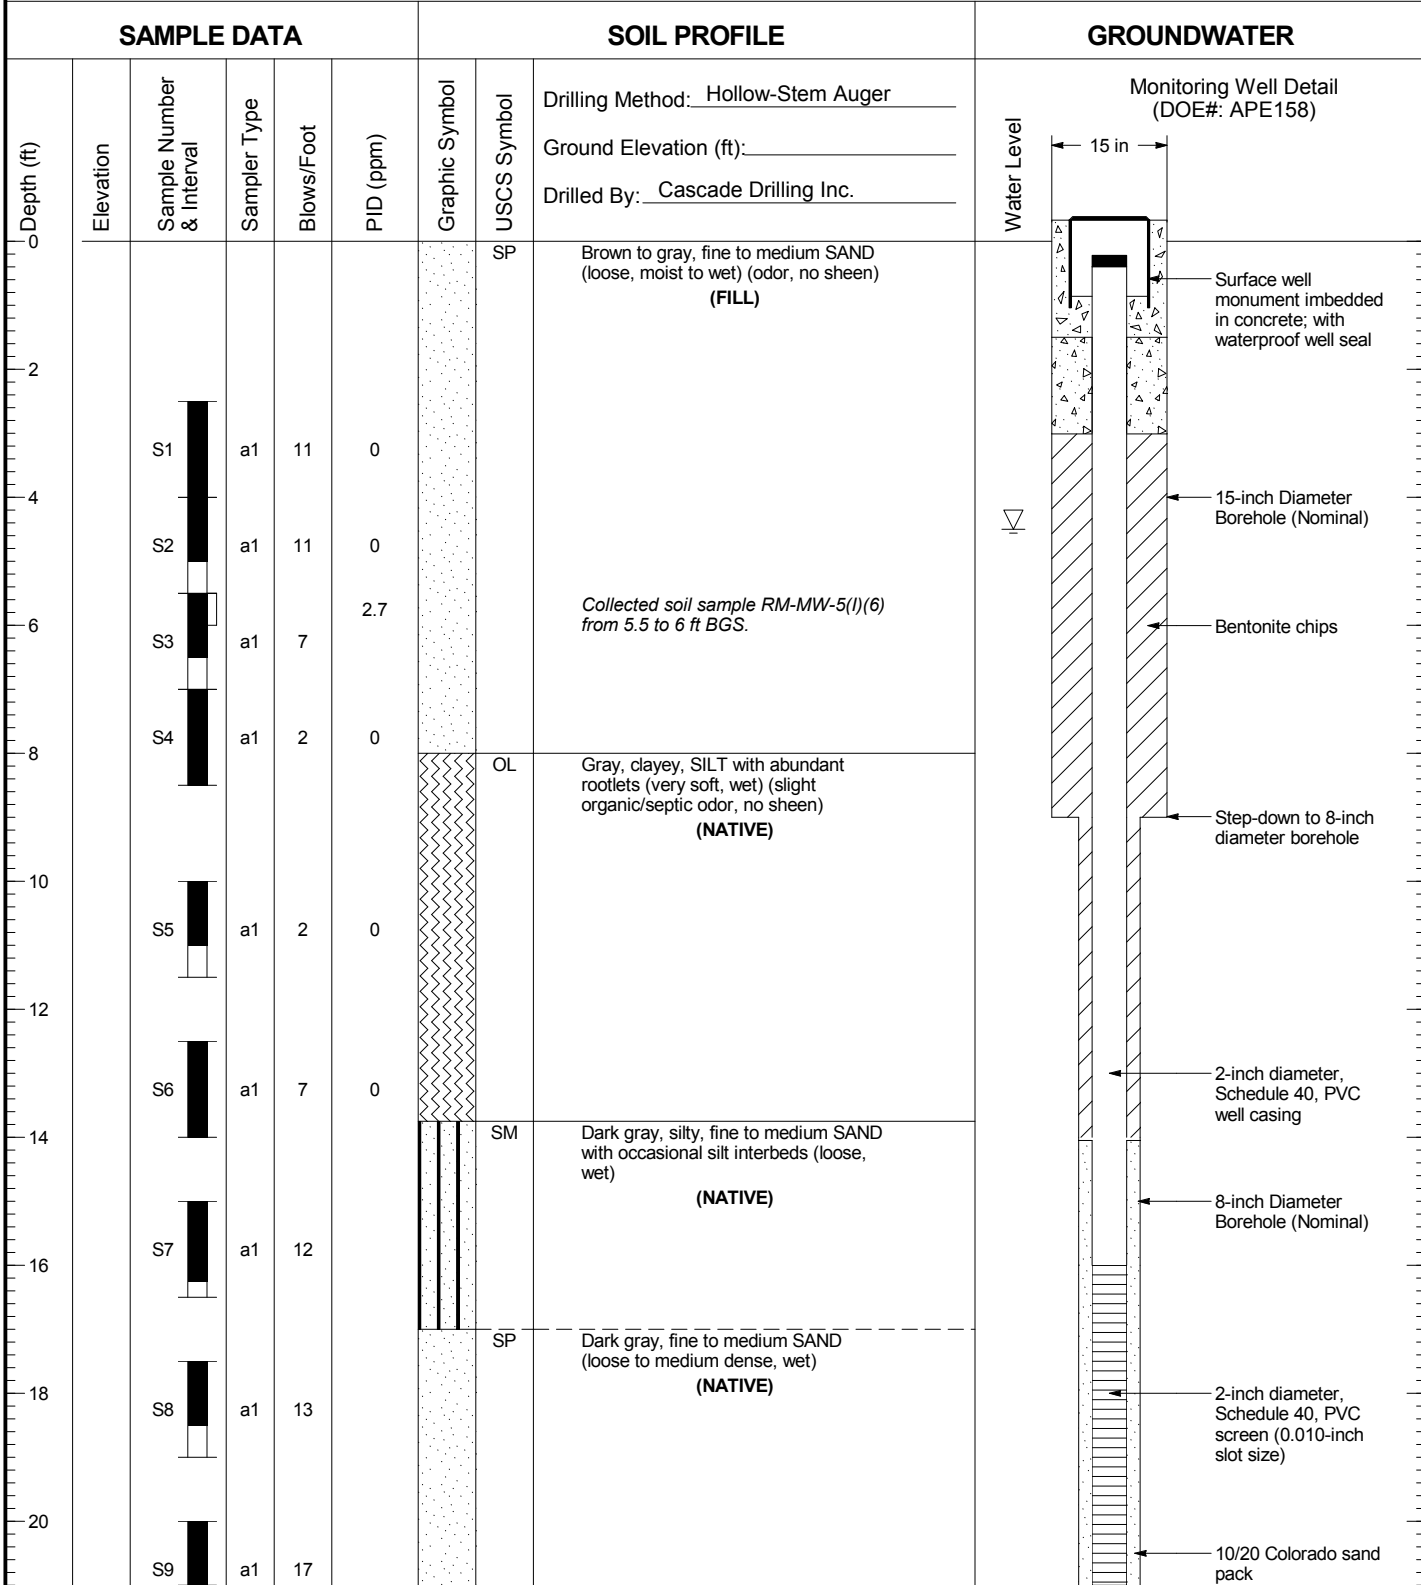 SAMPLE DATA
SOIL PROFILE
GROUNDWATER
Depth (ft)
Elevation
Sample Number
& Interval
Sampler Type
Blows/Foot
PID (ppm)
Graphic Symbol
USCS Symbol
Drilling Method: Hollow-Stem Auger
Ground Elevation (ft):
Drilled By: Cascade Drilling Inc.
Water Level
Monitoring Well Detail
(DOE#: APE158)
15 in
0
SP
Brown to gray, fine to medium SAND
(loose, moist to wet) (odor, no sheen)
(FILL)
Surface well
monument imbedded
in concrete; with
waterproof well seal
2
S1 a1 11 0
4
15-inch Diameter
Borehole (Nominal)
S2 a1 11 0
2.7
Collected soil sample RM-MW-5(I)(6)
from 5.5 to 6 ft BGS.
6
Bentonite chips
S3 a1 7
S4 a1 2 0
8
OL
Gray, clayey, SILT with abundant
rootlets (very soft, wet) (slight
organic/septic odor, no sheen)
(NATIVE)
Step-down to 8-inch
diameter borehole
10
S5 a1 2 0
12
S6 a1 7 0
2-inch diameter,
Schedule 40, PVC
well casing
14
SM
Dark gray, silty, fine to medium SAND
with occasional silt interbeds (loose,
wet)
(NATIVE)
8-inch Diameter
Borehole (Nominal)
S7 a1 12
16
SP
Dark gray, fine to medium SAND
(loose to medium dense, wet)
(NATIVE)
18
2-inch diameter,
Schedule 40, PVC
screen (0.010-inch
slot size)
S8 a1 13
20
10/20 Colorado sand
pack
S9 a1 17